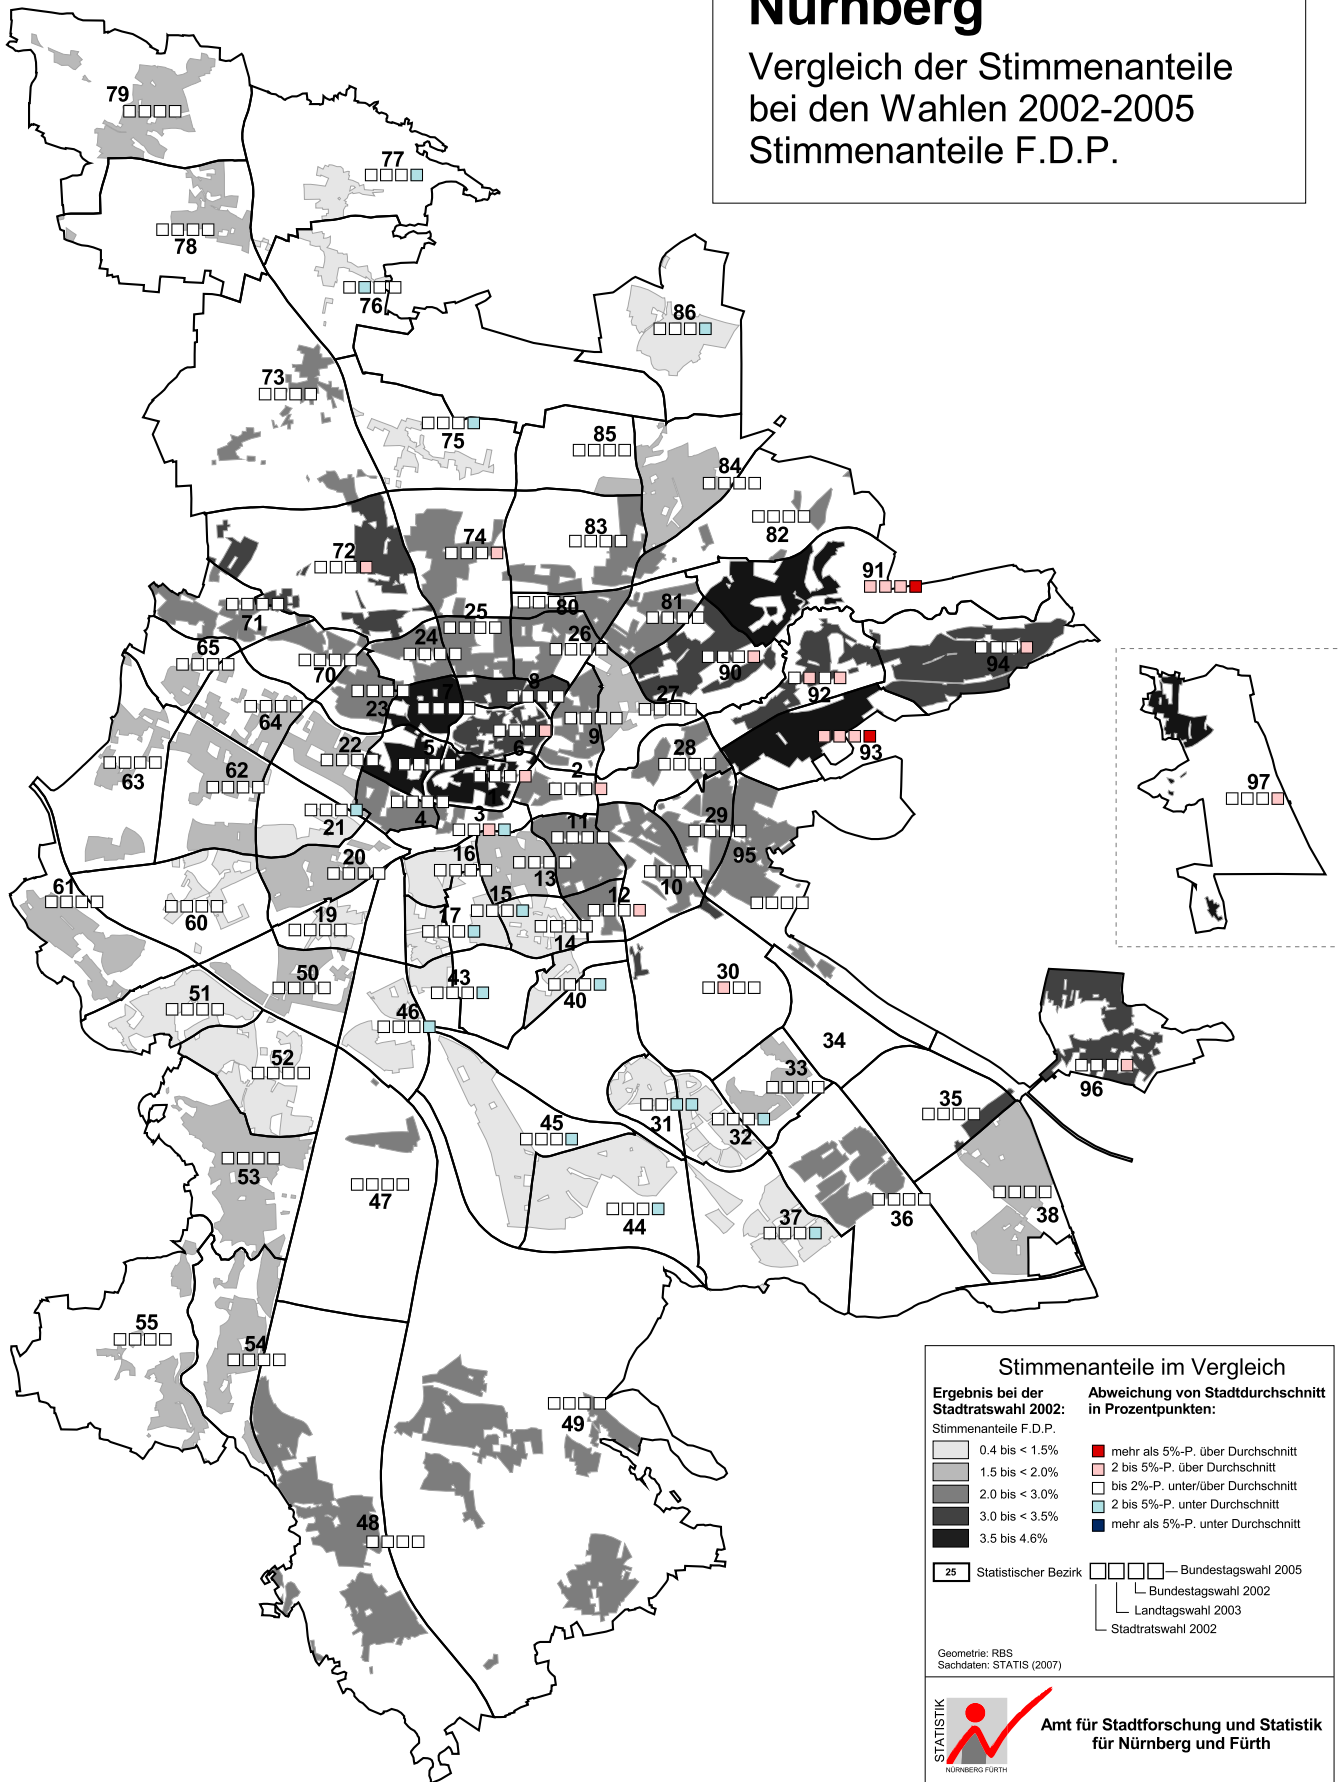 Nürnberg
Vergleich der Stimmenanteile
bei den Wahlen 2002-2005
Stimmenanteile F.D.P.
79
77
78
76
86
73
75
85
84
82
74
83
72
91
71
25
80
81
26
65
24
70
94
90
92
7
8
27
23
64
9
6
93
22
5
28
63
62
2
97
1
21
4
3
11
29
16
95
20
13
10
61
15
12
60
19
17
14
50
43
30
51
40
46
34
52
33
96
35
31
45
32
53
47
38
36
44
37
55
54
49
48
Stimmenanteile im Vergleich
Ergebnis bei der
Stadtratswahl 2002:
Stimmenanteile F.D.P.
0.4 bis < 1.5%
1.5 bis < 2.0%
2.0 bis < 3.0%
3.0 bis < 3.5%
3.5 bis 4.6%
Abweichung von Stadtdurchschnitt
in Prozentpunkten:
mehr als 5%-P. über Durchschnitt
2 bis 5%-P. über Durchschnitt
bis 2%-P. unter/über Durchschnitt
2 bis 5%-P. unter Durchschnitt
mehr als 5%-P. unter Durchschnitt
25 Statistischer Bezirk
Bundestagswahl 2005
Bundestagswahl 2002
Landtagswahl 2003
Stadtratswahl 2002
Geometrie: RBS
Sachdaten: STATIS (2007)
STATISTIK
NÜRNBERG FÜRTH
Amt für Stadtforschung und Statistik
für Nürnberg und Fürth